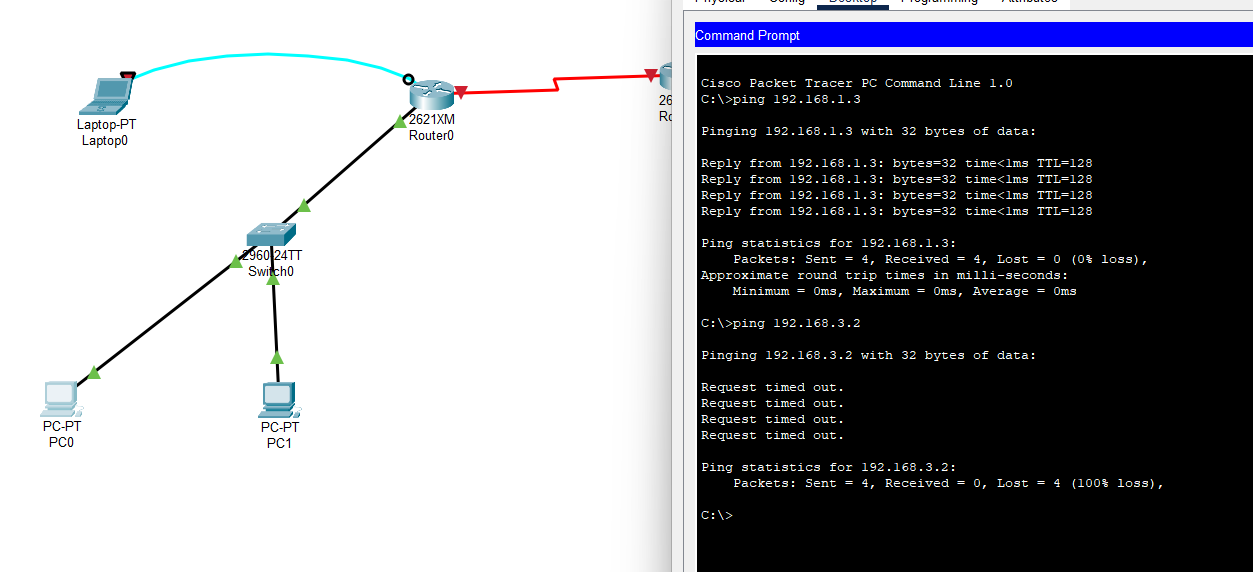 Laptop-PT
Laptop0
2621XM
Router0
26
Ro
2960-24TT
Switch0
PC-PT
PC0
PC-PT
PC1
Physical Config Desktop Programming Attributes
Command Prompt
Cisco Packet Tracer PC Command Line 1.0
C:\>ping 192.168.1.3
Pinging 192.168.1.3 with 32 bytes of data:
Reply from 192.168.1.3: bytes=32 time<1ms TTL=128
Reply from 192.168.1.3: bytes=32 time<1ms TTL=128
Reply from 192.168.1.3: bytes=32 time<1ms TTL=128
Reply from 192.168.1.3: bytes=32 time<1ms TTL=128
Ping statistics for 192.168.1.3:
Packets: Sent = 4, Received = 4, Lost = 0 (0% loss),
Approximate round trip times in milli-seconds:
Minimum = 0ms, Maximum = 0ms, Average = 0ms
C:\>ping 192.168.3.2
Pinging 192.168.3.2 with 32 bytes of data:
Request timed out.
Request timed out.
Request timed out.
Request timed out.
Ping statistics for 192.168.3.2:
Packets: Sent = 4, Received = 0, Lost = 4 (100% loss),
C:\>